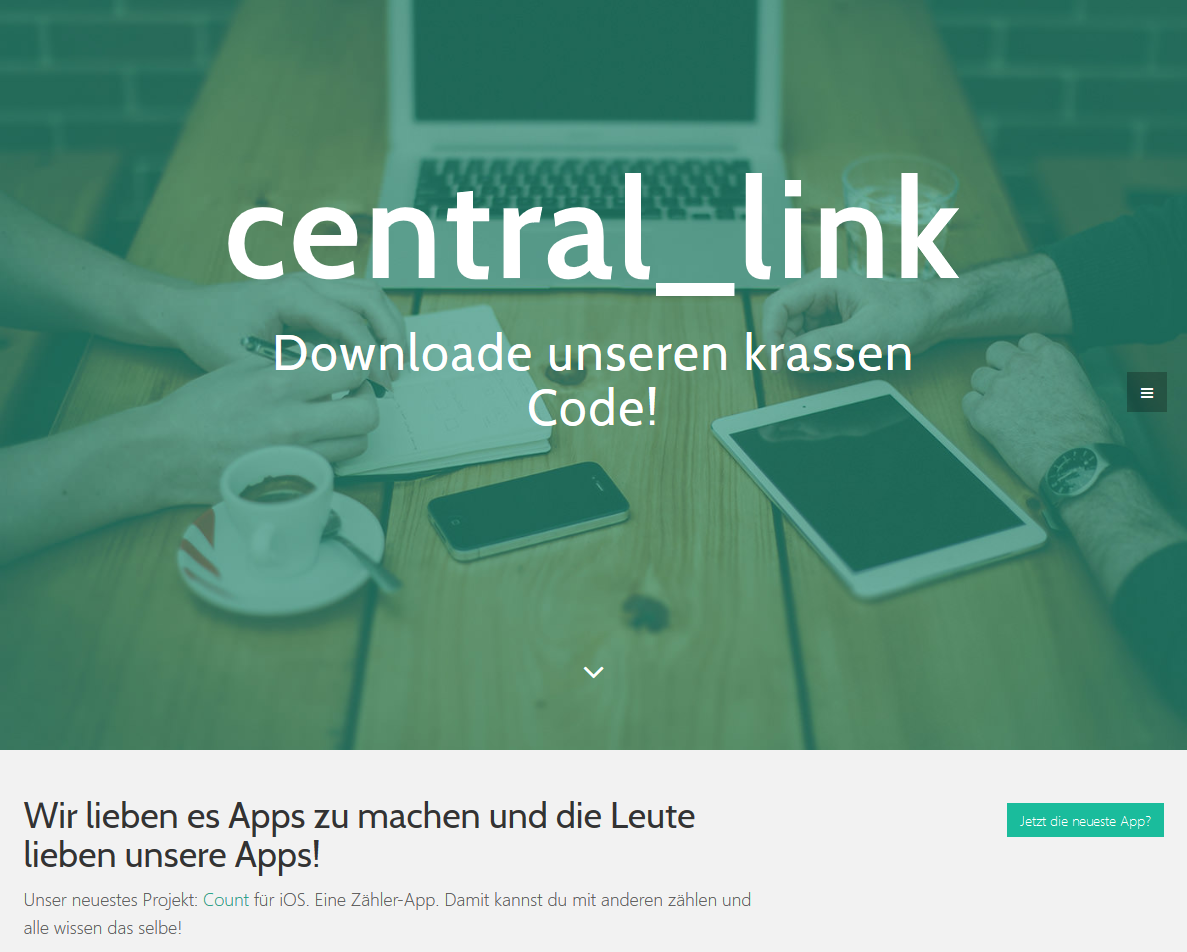 central_link
Downloade unseren krassen
Code!
Wir lieben es Apps zu machen und die Leute
lieben unsere Apps!
Jetzt die neueste App?
Unser neuestes Projekt: Count für iOS. Eine Zähler-App. Damit kannst du mit anderen zählen und
alle wissen das selbe!